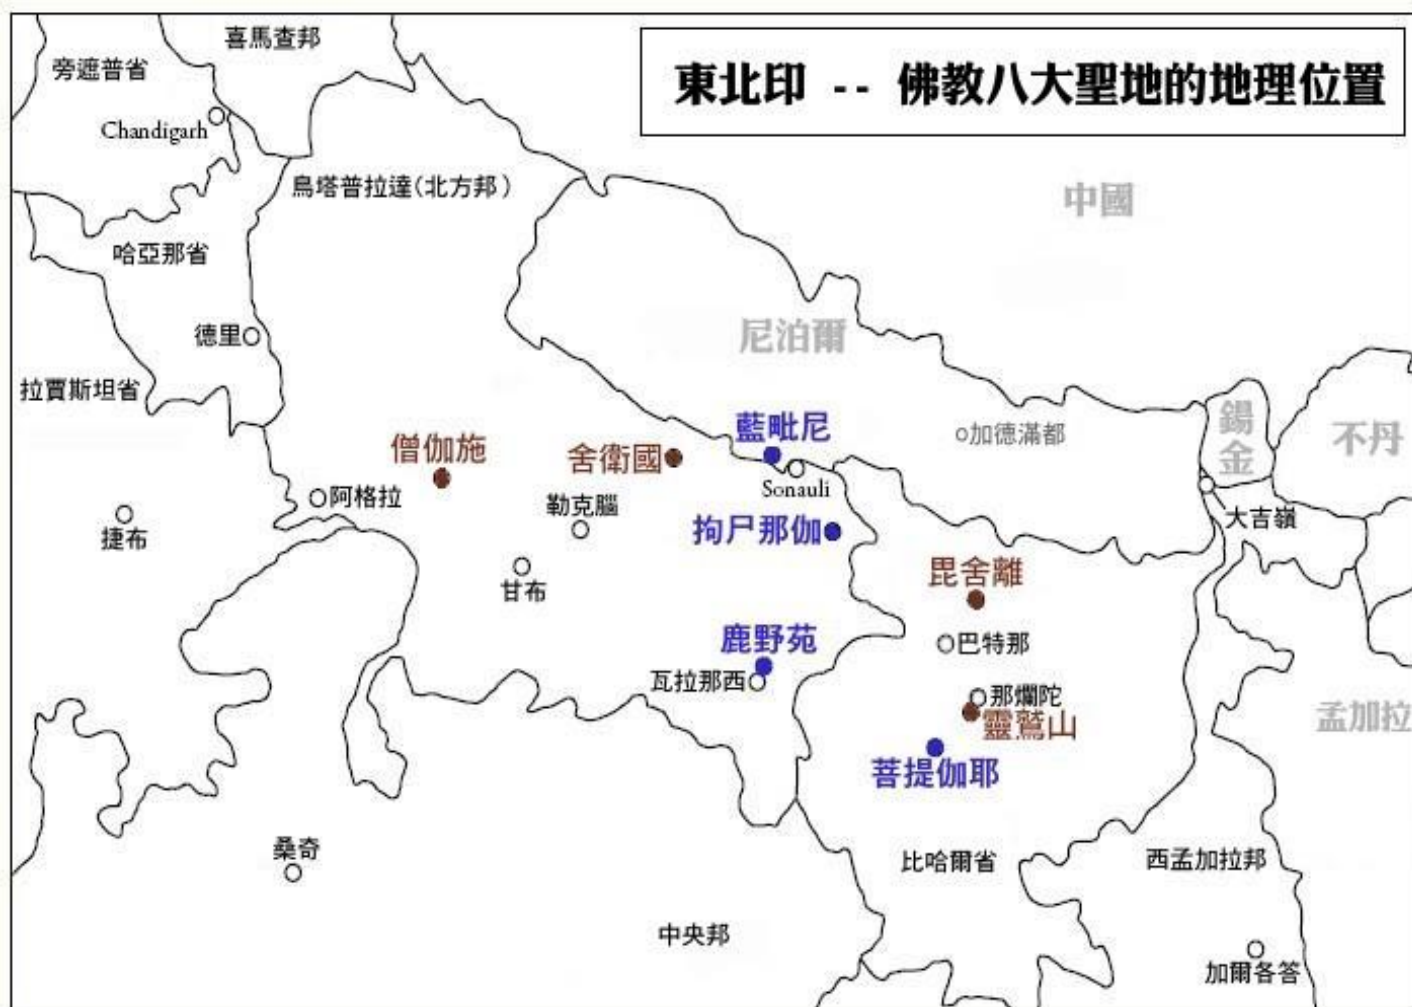 喜馬查邦
旁遮普省
東北印 -- 佛教八大聖地的地理位置
Chandigarh
烏塔普拉達(北方邦)
中國
哈亞那省
德里
尼泊爾
拉賈斯坦省
藍毗尼
加德滿都
錫金
不丹
僧伽施
舍衛國
Sonauli
阿格拉
勒克腦
大吉嶺
捷布
拘尸那伽
甘布
毘舍離
鹿野苑
巴特那
瓦拉那西
那爛陀
靈鷲山
孟加拉
菩提伽耶
桑奇
比哈爾省
西孟加拉邦
中央邦
加爾各答